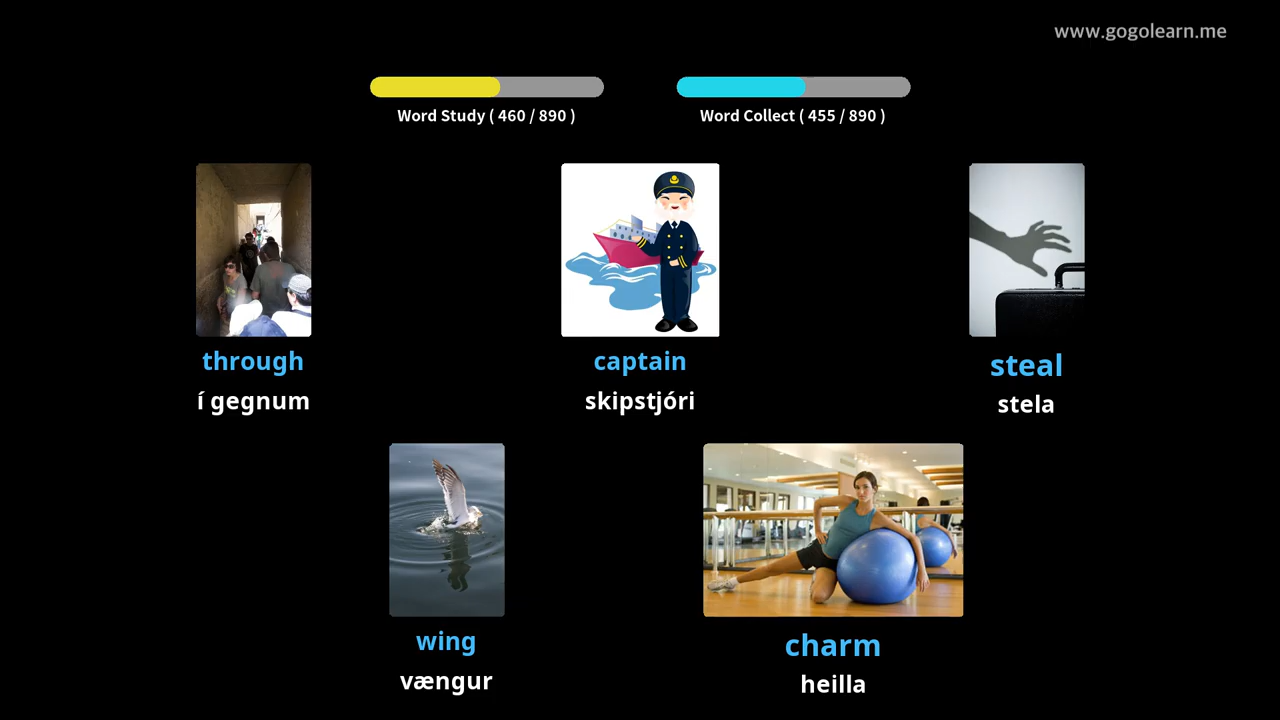 www.gogolearn.me
Word Study ( 460 / 890 )
Word Collect ( 455 / 890 )
through
í gegnum
captain
skipstjóri
steal
stela
wing
vængur
charm
heilla